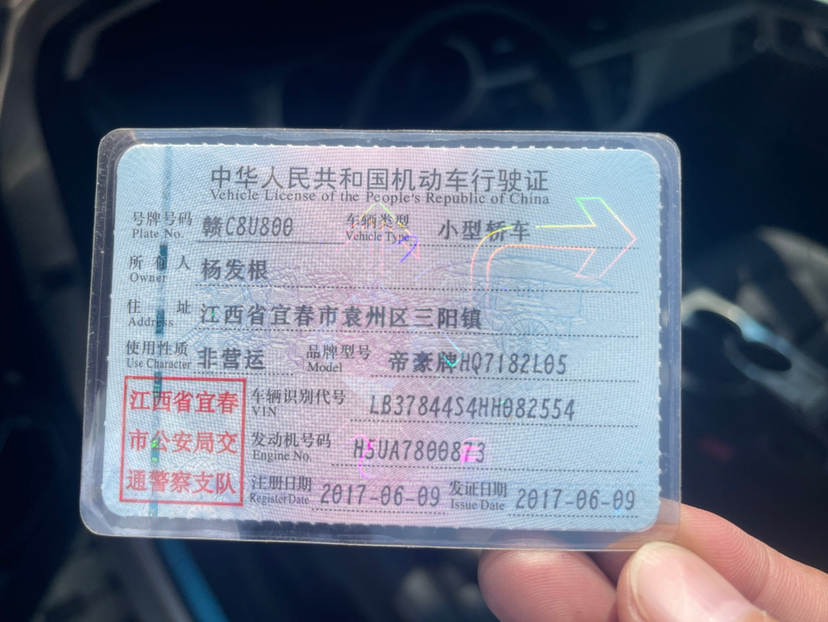 中华人民共和国机动车行驶证
Vehicle License of the People's Republic of China
号牌号码 赣C8U800 车辆类型 小型轿车
Plate No. Vehicle Type
所有人 杨发根
Owner
住址 江西省宜春市袁州区三阳镇
Address
使用性质 非营运 品牌型号 帝豪牌HQ7182L05
Use Character Model
江西省宜春 车辆识别代号 LB37844S4HH082554
VIN
市公安局交 发动机号码 H5UA7800873
Engine No.
通警察支队 注册日期 2017-06-09 发证日期 2017-06-09
Register Date Issue Date